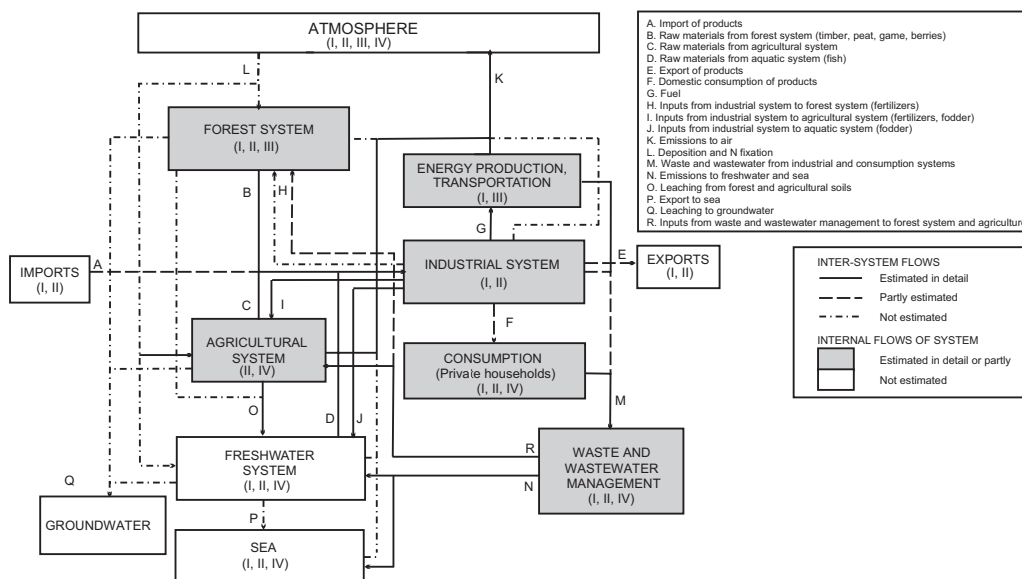 ATMOSPHERE
(I, II, III, IV)
L
K
FOREST SYSTEM
(I, II, III)
B
H
ENERGY PRODUCTION,
TRANSPORTATION
(I, III)
G
IMPORTS
(I, II)
A
INDUSTRIAL SYSTEM
(I, II)
E
EXPORTS
(I, II)
C
I
F
AGRICULTURAL
SYSTEM
(II, IV)
CONSUMPTION
(Private households)
(I, II, IV)
M
O
D
J
FRESHWATER
SYSTEM
(I, II, IV)
R
N
WASTE AND
WASTEWATER
MANAGEMENT
(I, II, IV)
Q
GROUNDWATER
P
SEA
(I, II, IV)
A. Import of products
B. Raw materials from forest system (timber, peat, game, berries)
C. Raw materials from agricultural system
D. Raw materials from aquatic system (fish)
E. Export of products
F. Domestic consumption of products
G. Fuel
H. Inputs from industrial system to forest system (fertilizers)
I. Inputs from industrial system to agricultural system (fertilizers, fodder)
J. Inputs from industrial system to aquatic system (fodder)
K. Emissions to air
L. Deposition and N fixation
M. Waste and wastewater from industrial and consumption systems
N. Emissions to freshwater and sea
O. Leaching from forest and agricultural soils
P. Export to sea
Q. Leaching to groundwater
R. Inputs from waste and wastewater management to forest system and agriculture
INTER-SYSTEM FLOWS
Estimated in detail
Partly estimated
Not estimated
INTERNAL FLOWS OF SYSTEM
Estimated in detail or partly
Not estimated